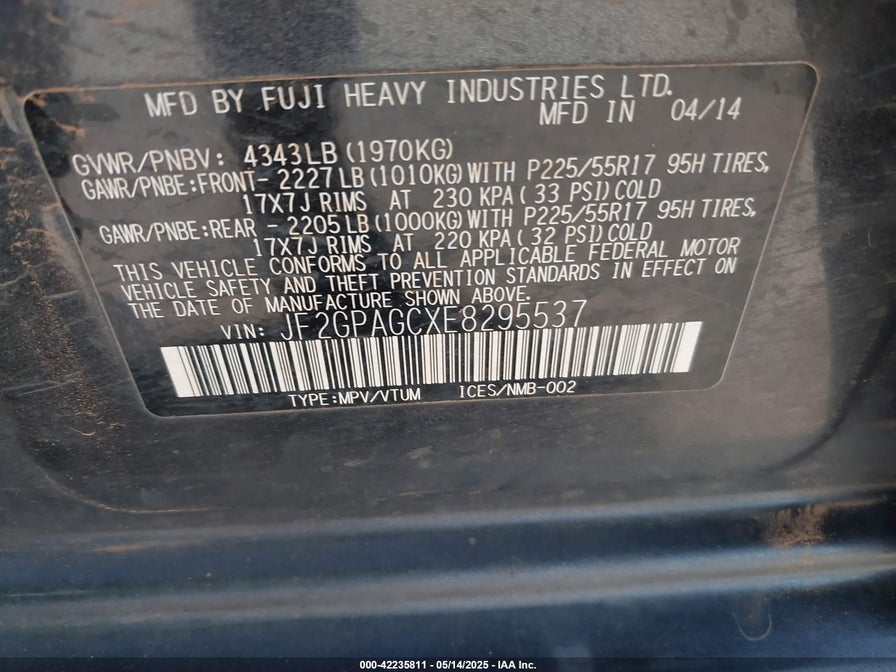 MFD BY FUJI HEAVY INDUSTRIES LTD.
MFD IN 04/14
GVWR/PNBV: 4343LB (1970KG)
GAWR/PNBE:FRONT- 2227LB (1010KG) WITH P225/55R17 95H TIRES,
17X7J RIMS AT 230 KPA (33 PSI) COLD
GAWR/PNBE:REAR - 2205LB (1000KG) WITH P225/55R17 95H TIRES,
17X7J RIMS AT 220 KPA (32 PSI) COLD
THIS VEHICLE CONFORMS TO ALL APPLICABLE FEDERAL MOTOR
VEHICLE SAFETY AND THEFT PREVENTION STANDARDS IN EFFECT ON
THE DATE OF MANUFACTURE SHOWN ABOVE.
VIN: JF2GPAGCXE8295537
TYPE:MPV/VTUM ICES/NMB-002
000-42235811 — 05/14/2025 — IAA Inc.